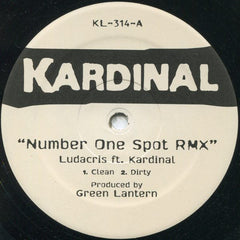 KL-314-A
KARDINAL
"Number One Spot RMX"
Ludacris ft. Kardinal
1. Clean 2. Dirty
Produced by
Green Lantern